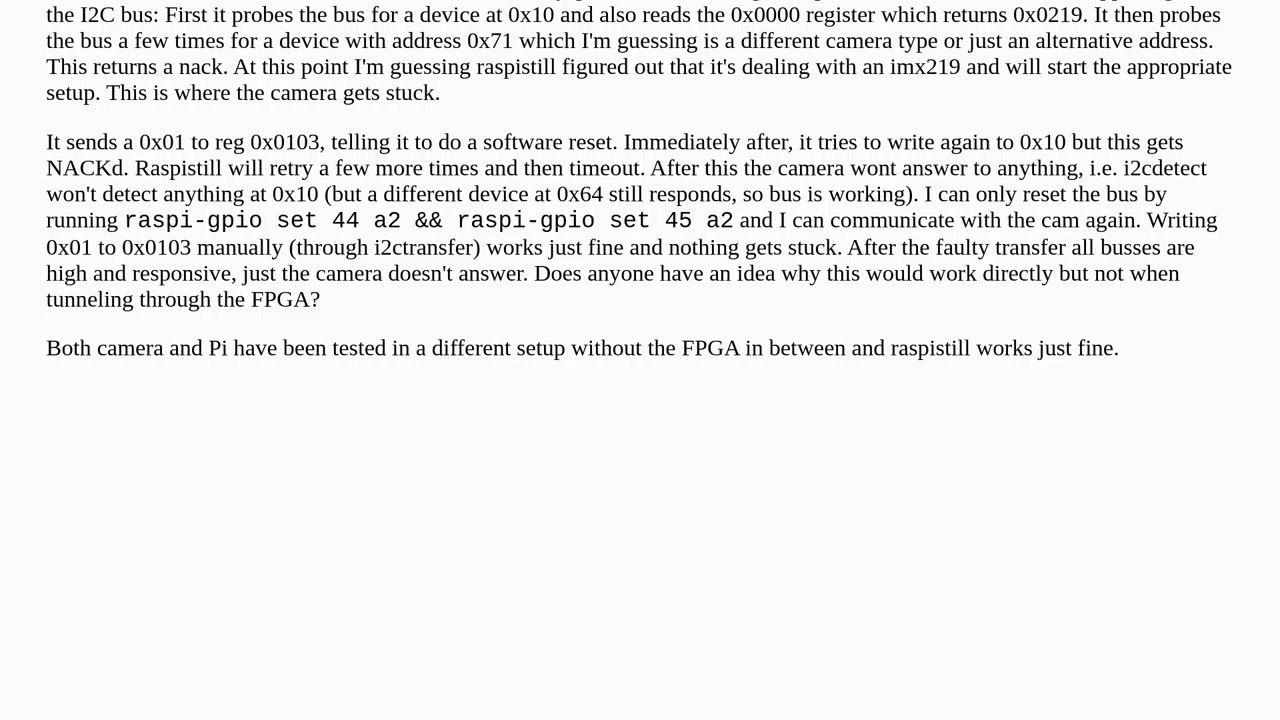 the I2C bus: First it probes the bus for a device at 0x10 and also reads the 0x0000 register which returns 0x0219. It then probes
the bus a few times for a device with address 0x71 which I'm guessing is a different camera type or just an alternative address.
This returns a nack. At this point I'm guessing raspistill figured out that it's dealing with an imx219 and will start the appropriate
setup. This is where the camera gets stuck.
It sends a 0x01 to reg 0x0103, telling it to do a software reset. Immediately after, it tries to write again to 0x10 but this gets
NACKd. Raspistill will retry a few more times and then timeout. After this the camera wont answer to anything, i.e. i2cdetect
won't detect anything at 0x10 (but a different device at 0x64 still responds, so bus is working). I can only reset the bus by
running raspi-gpio set 44 a2 && raspi-gpio set 45 a2 and I can communicate with the cam again. Writing
0x01 to 0x0103 manually (through i2ctransfer) works just fine and nothing gets stuck. After the faulty transfer all busses are
high and responsive, just the camera doesn't answer. Does anyone have an idea why this would work directly but not when
tunneling through the FPGA?
Both camera and Pi have been tested in a different setup without the FPGA in between and raspistill works just fine.